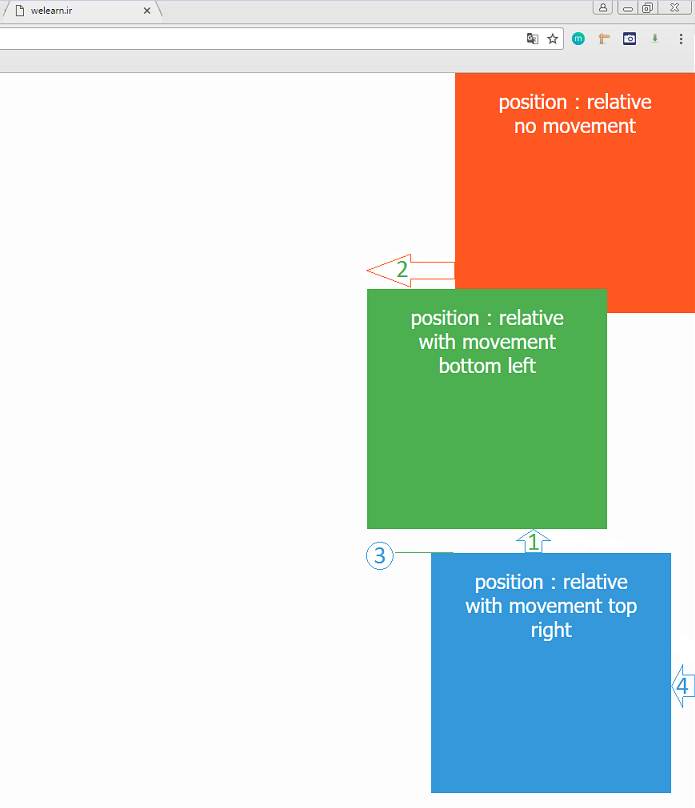 welearn.ir
m
position : relative
no movement
2
position : relative
with movement
bottom left
1
3
position : relative
with movement top
right
4